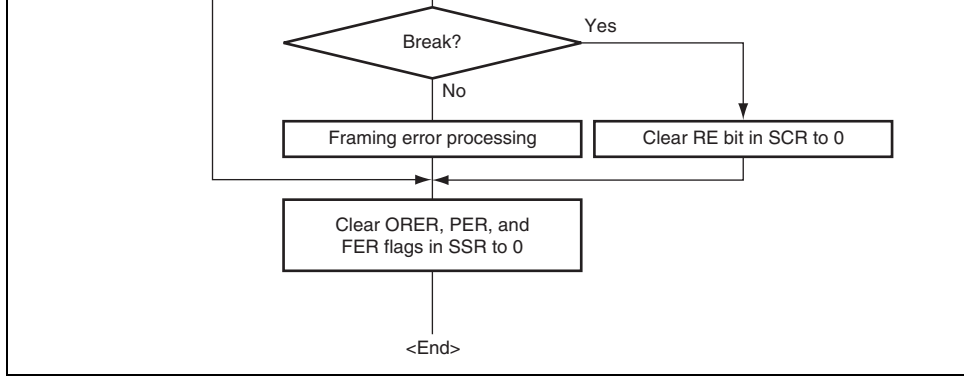 Yes
Break?
No
Framing error processing
Clear RE bit in SCR to 0
Clear ORER, PER, and
FER flags in SSR to 0
<End>